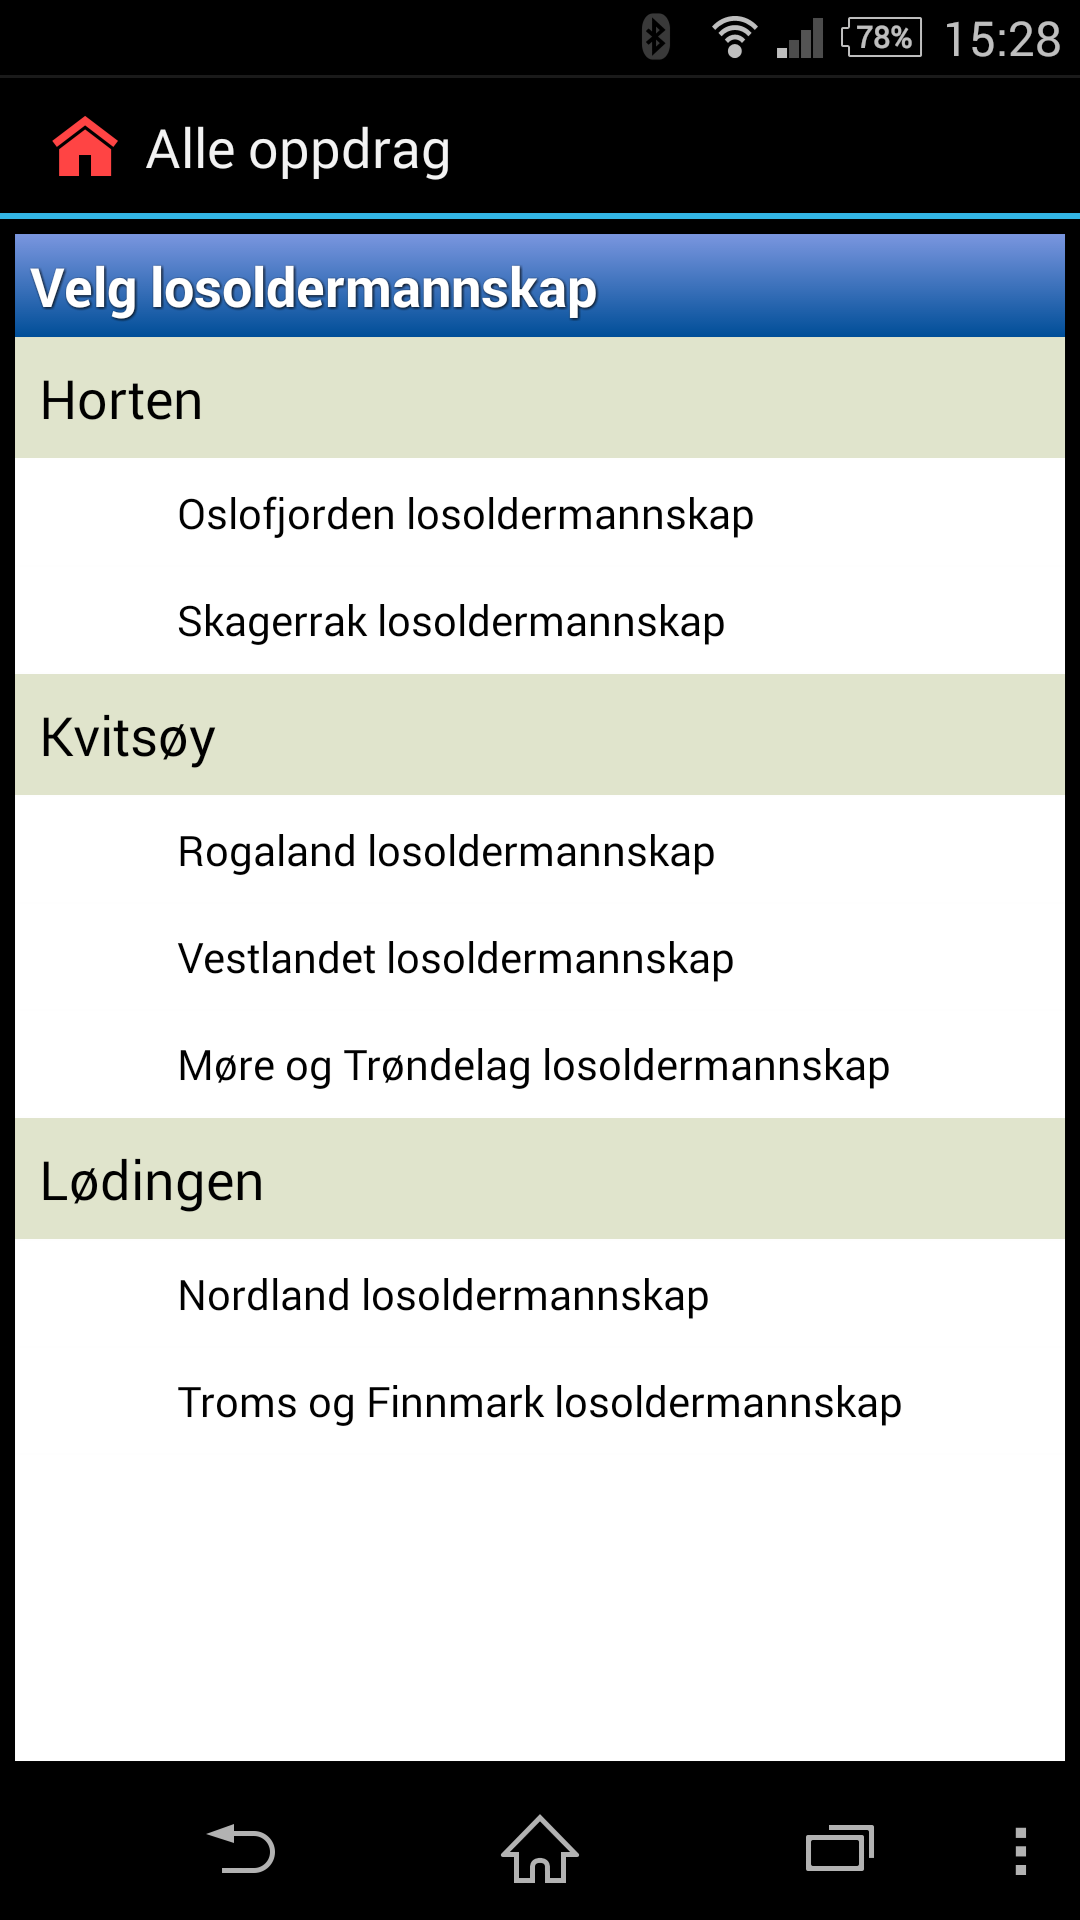 78% 15:28
Alle oppdrag
Velg losoldermannskap
Horten
Oslofjorden losoldermannskap
Skagerrak losoldermannskap
Kvitsøy
Rogaland losoldermannskap
Vestlandet losoldermannskap
Møre og Trøndelag losoldermannskap
Lødingen
Nordland losoldermannskap
Troms og Finnmark losoldermannskap